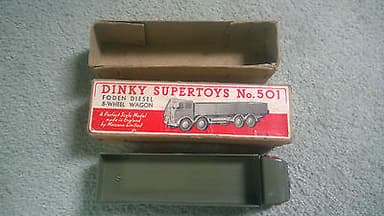 DINKY SUPERTOYS No. 501
FODEN DIESEL
8-WHEEL WAGON
A Perfect Scale Model
made in England
by Meccano Limited